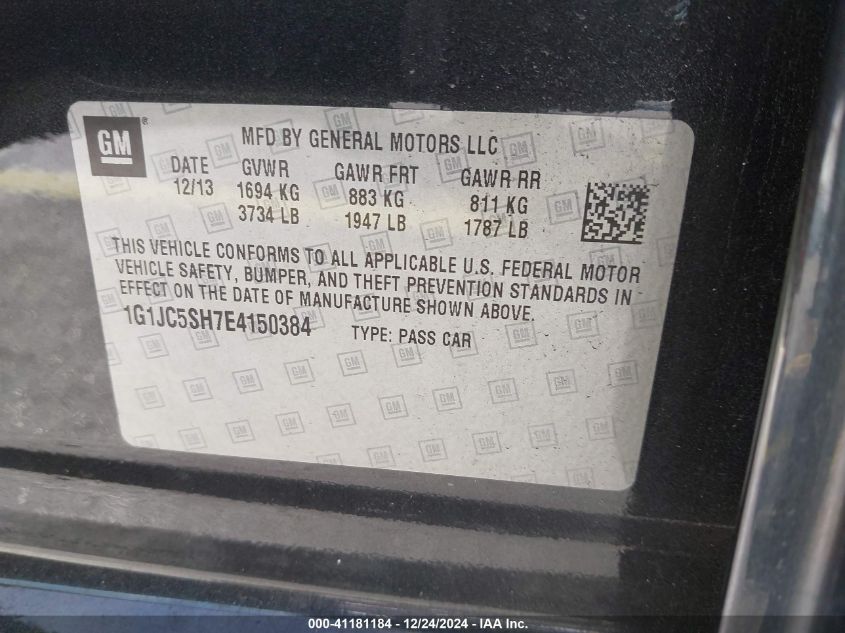 GM ®
MFD BY GENERAL MOTORS LLC
DATE GVWR GAWR FRT GAWR RR
12/13 1694 KG 883 KG 811 KG
3734 LB 1947 LB 1787 LB
THIS VEHICLE CONFORMS TO ALL APPLICABLE U.S. FEDERAL MOTOR
VEHICLE SAFETY, BUMPER, AND THEFT PREVENTION STANDARDS IN
EFFECT ON THE DATE OF MANUFACTURE SHOWN ABOVE.
1G1JC5SH7E4150384 TYPE: PASS CAR
000-41181184 - 12/24/2024 - IAA Inc.